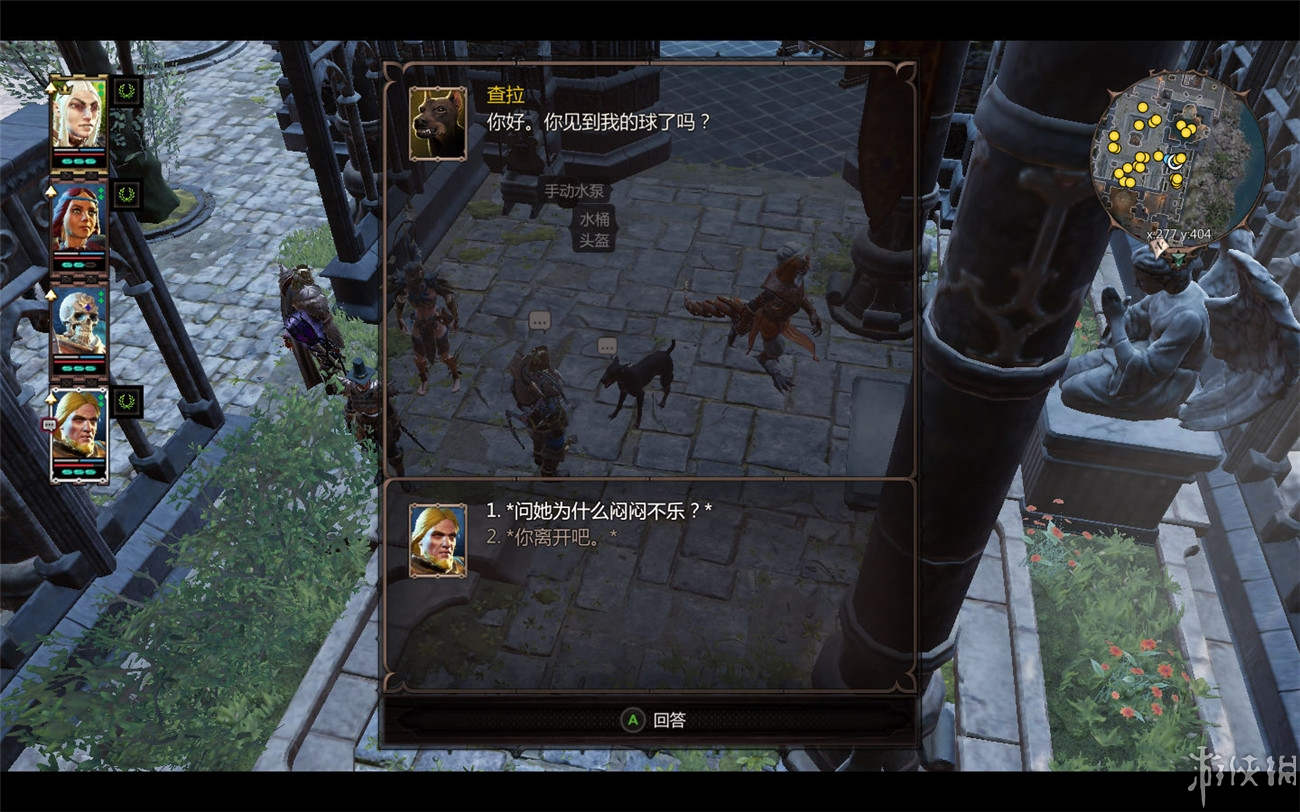 查拉
你好。你见到我的球了吗？
手动水泵
水桶
头盔
x:277 y:404
1. *问她为什么闷闷不乐？*
2. *你离开吧。*
A 回答
游侠网